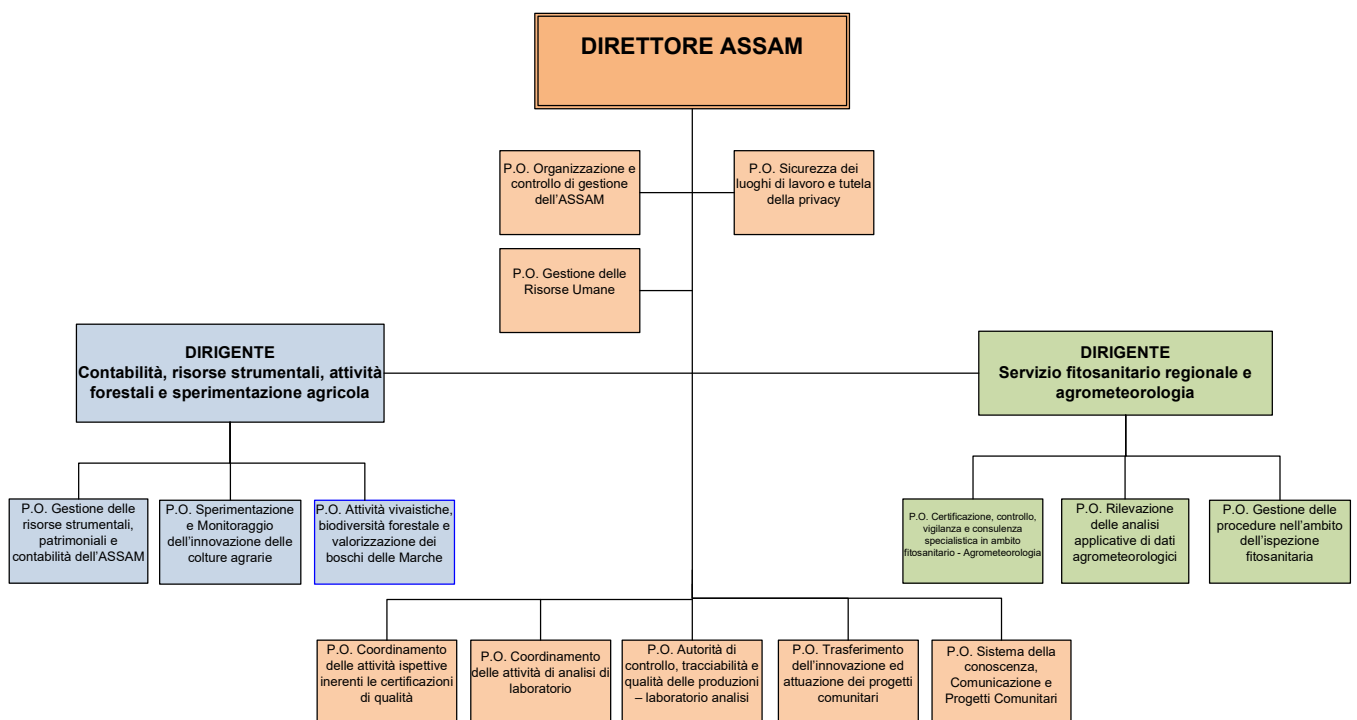 DIRETTORE ASSAM
P.O. Organizzazione e
controllo di gestione
dell'ASSAM
P.O. Sicurezza dei
luoghi di lavoro e tutela
della privacy
P.O. Gestione delle
Risorse Umane
DIRIGENTE
Contabilità, risorse strumentali, attività
forestali e sperimentazione agricola
DIRIGENTE
Servizio fitosanitario regionale e
agrometeorologia
P.O. Gestione delle
risorse strumentali,
patrimoniali e
contabilità dell'ASSAM
P.O. Sperimentazione
e Monitoraggio
dell'innovazione delle
colture agrarie
P.O. Attività vivaistiche,
biodiversità forestale e
valorizzazione dei
boschi delle Marche
P.O. Certificazione, controllo,
vigilanza e consulenza
specialistica in ambito
fitosanitario - Agrometeorologia
P.O. Rilevazione
delle analisi
applicative di dati
agrometeorologici
P.O. Gestione delle
procedure nell'ambito
dell'ispezione
fitosanitaria
P.O. Coordinamento
delle attività ispettive
inerenti le certificazioni
di qualità
P.O. Coordinamento
delle attività di analisi di
laboratorio
P.O. Autorità di
controllo, tracciabilità e
qualità delle produzioni
– laboratorio analisi
P.O. Trasferimento
dell'innovazione ed
attuazione dei progetti
comunitari
P.O. Sistema della
conoscenza,
Comunicazione e
Progetti Comunitari